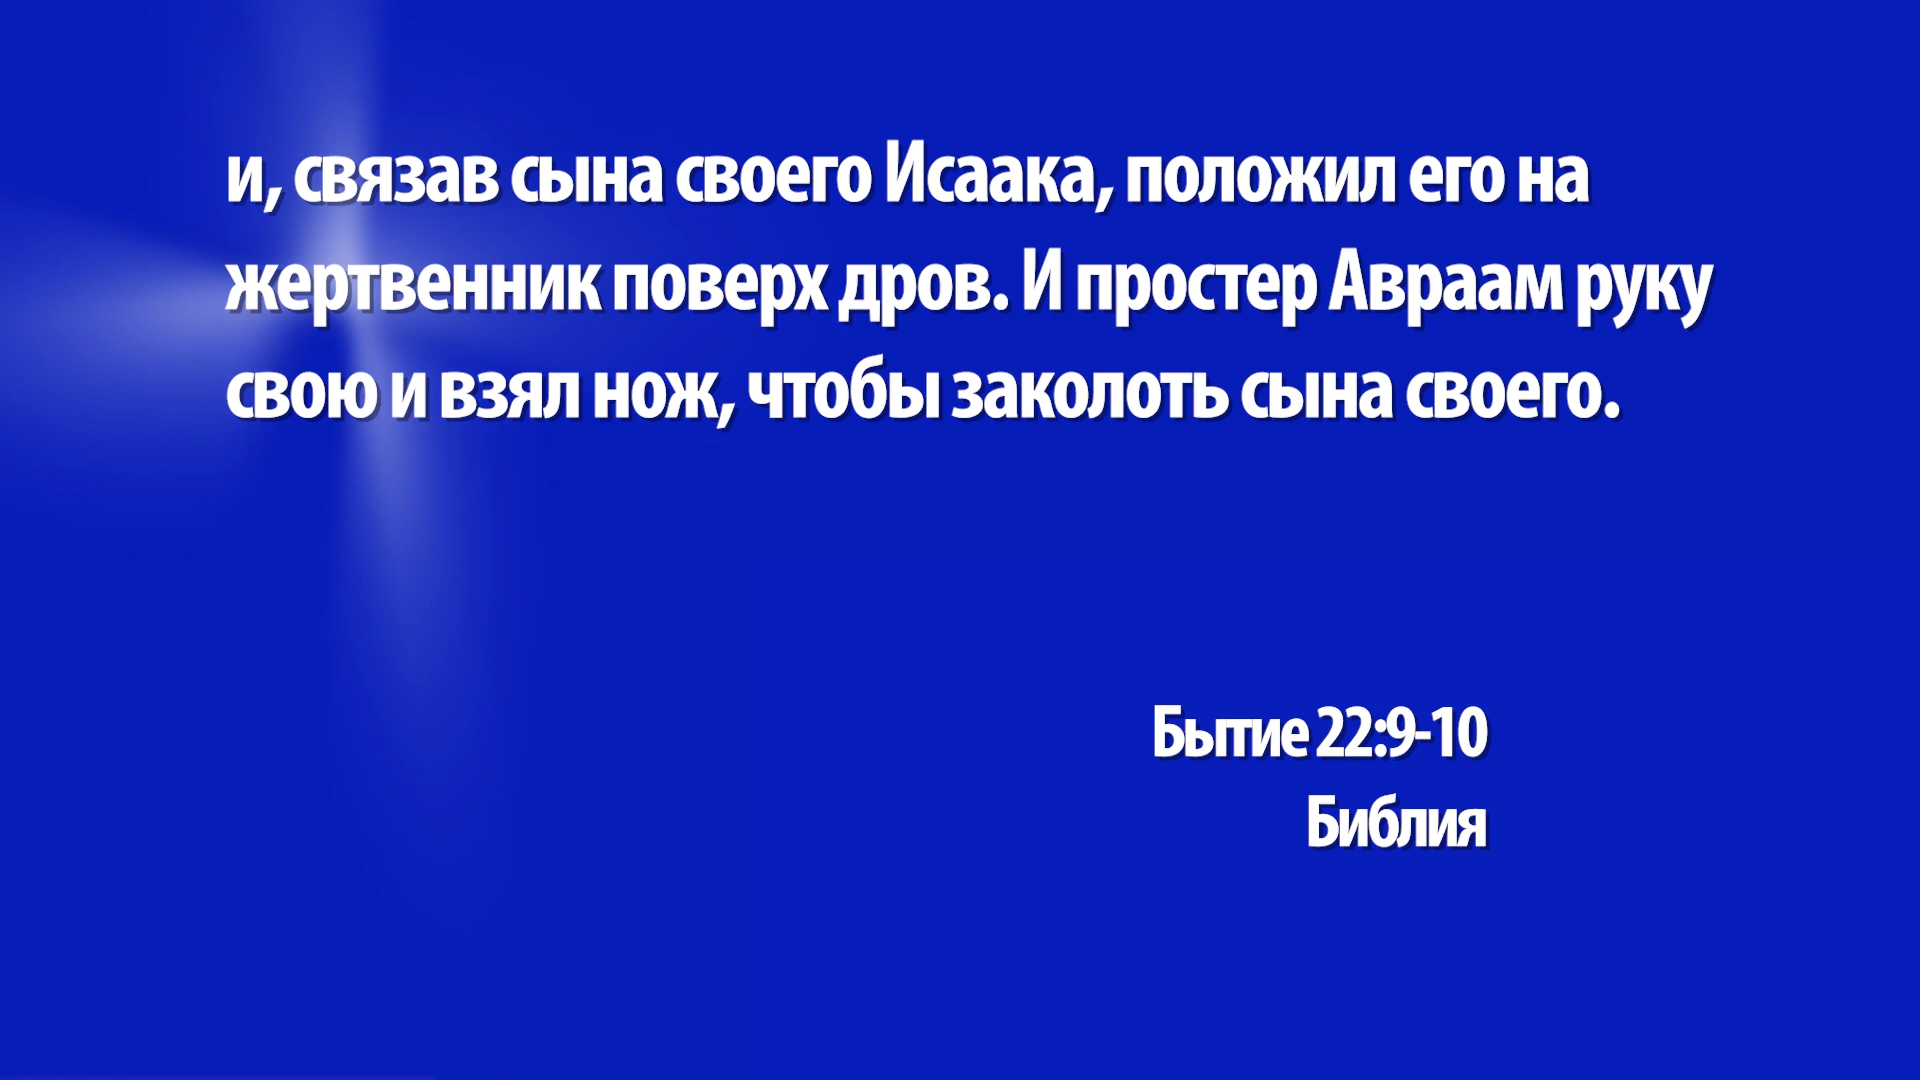 и, связав сына своего Исаака, положил его на
жертвенник поверх дров. И простер Авраам руку
свою и взял нож, чтобы заколоть сына своего.
Бытие 22:9-10
Библия